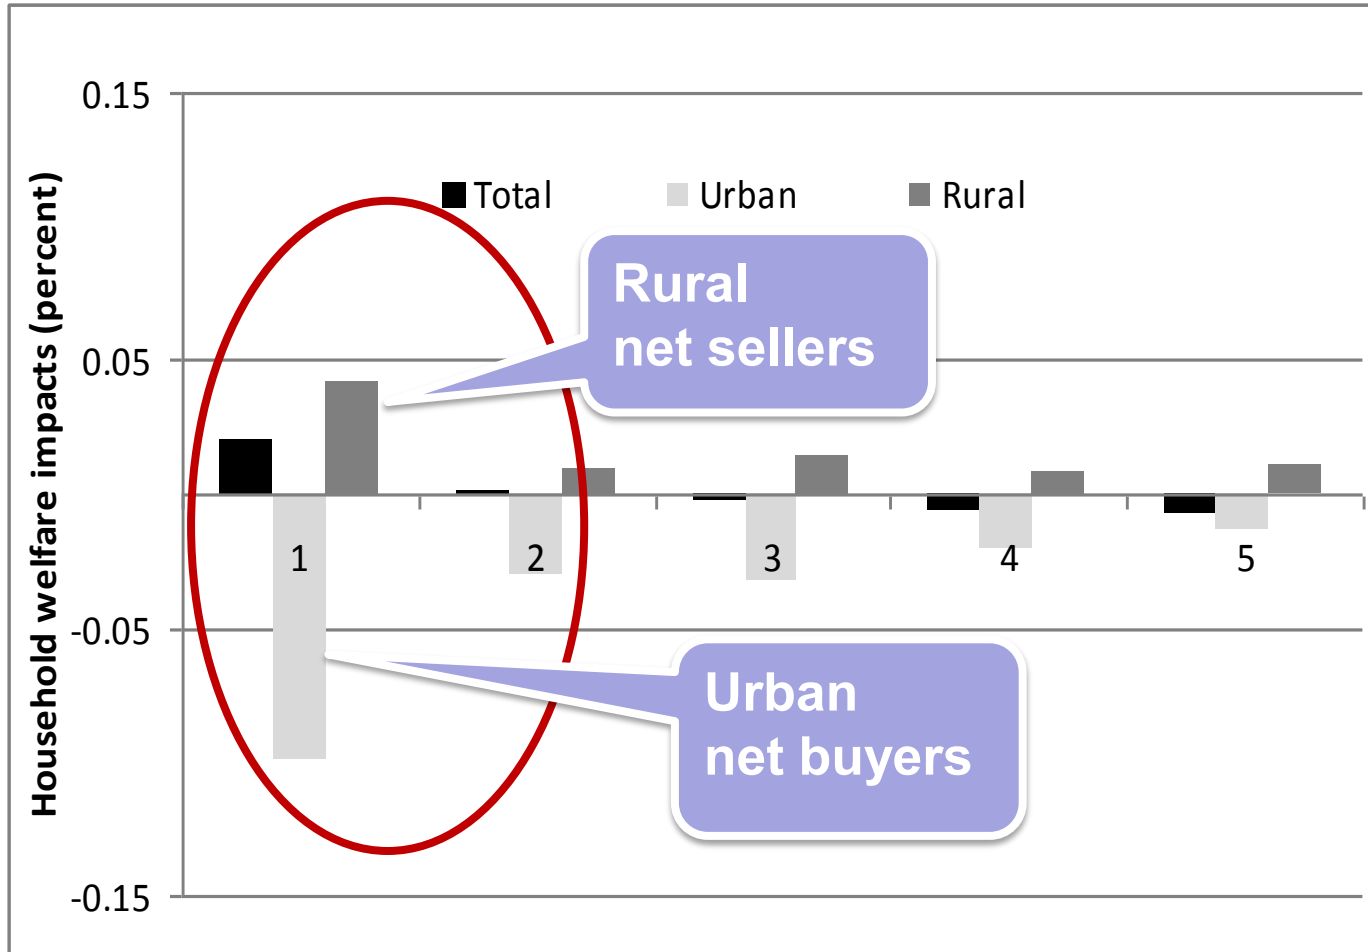 Household welfare impacts (percent)
0.15
Total Urban Rural
Rural
net sellers
0.05
1 2 3 4 5
-0.05
Urban
net buyers
-0.15